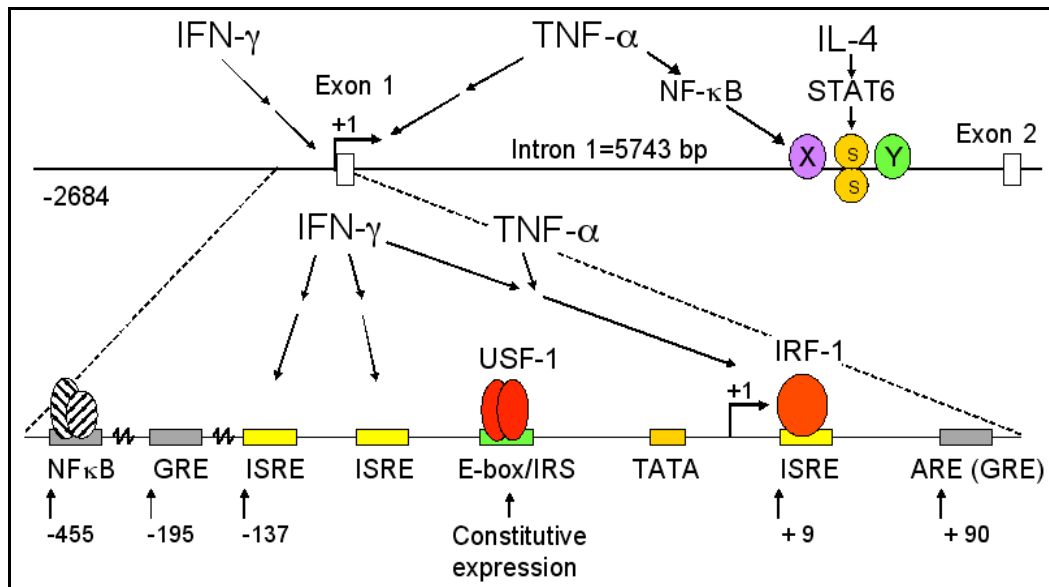 IFN-γ
TNF-α
IL-4
Exon 1
NF-κB
STAT6
+1
Exon 2
Intron 1=5743 bp
X
S
Y
S
-2684
IFN-γ
TNF-α
USF-1
IRF-1
+1
NFκB
GRE
ISRE
ISRE
E-box/IRS
TATA
ISRE
ARE (GRE)
-455
-195
-137
Constitutive
expression
+ 9
+ 90